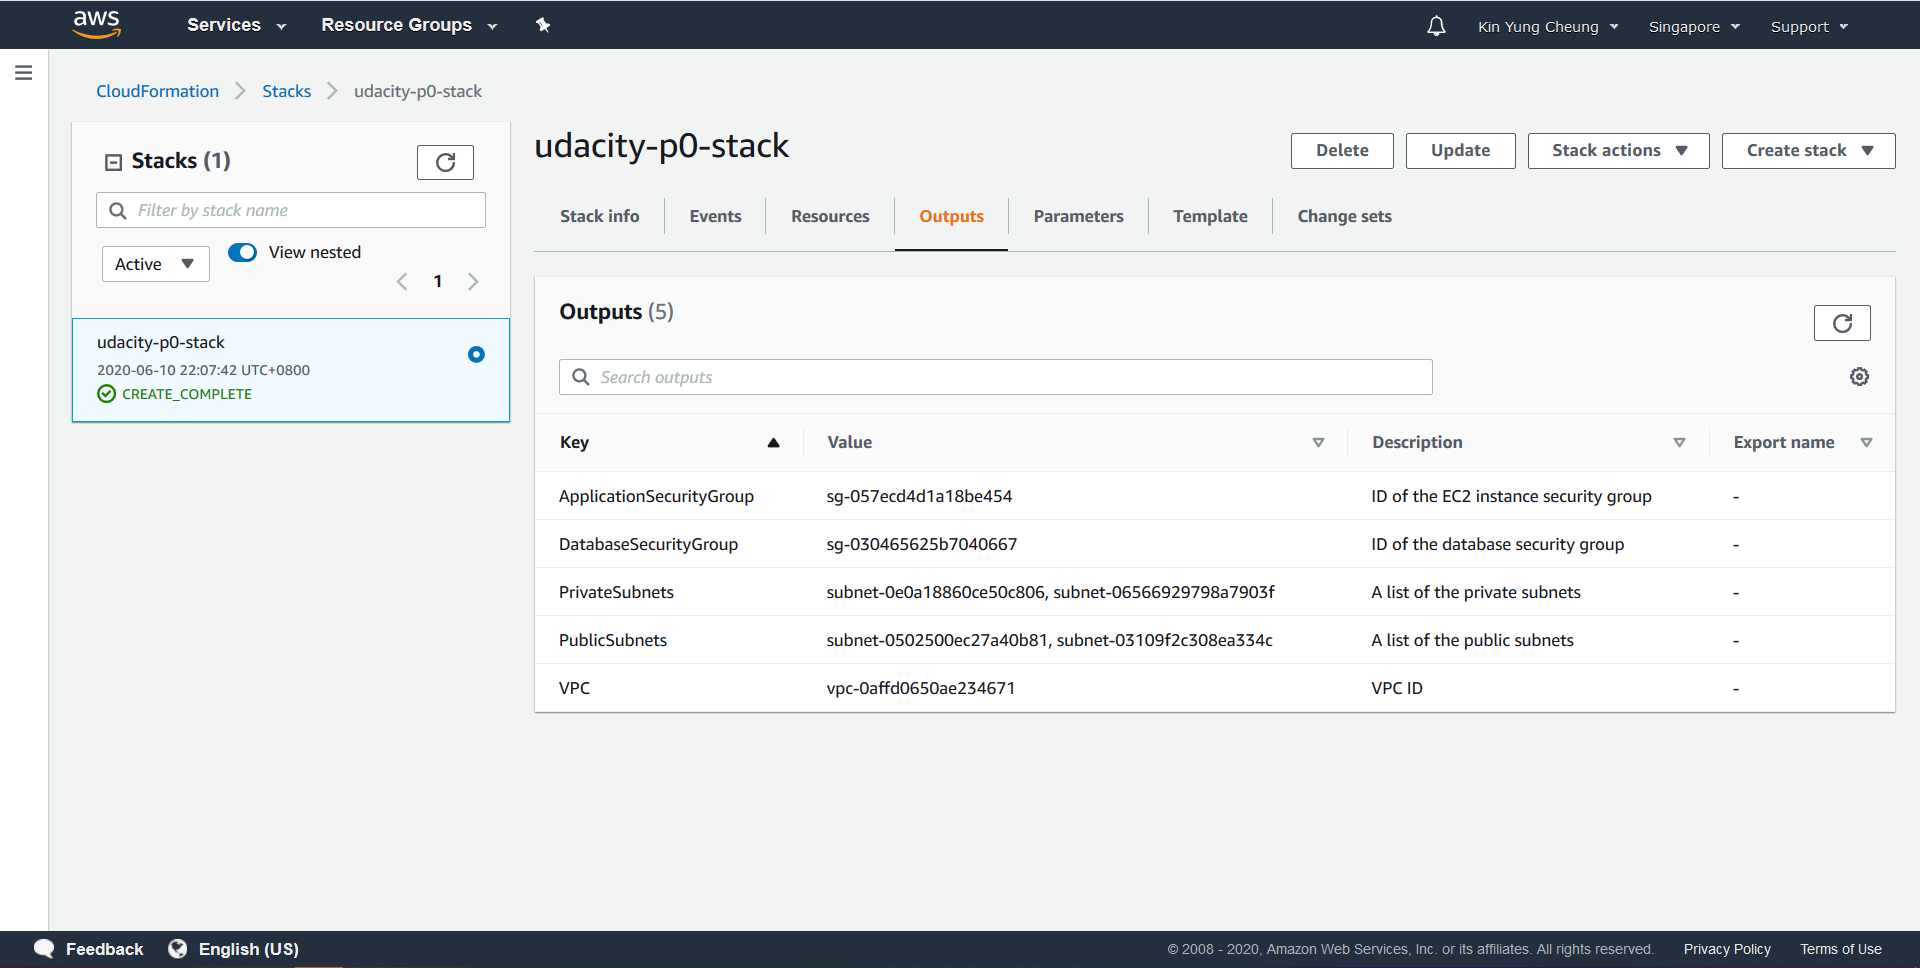 aws Services Resource Groups Kin Yung Cheung Singapore Support
CloudFormation Stacks udacity-p0-stack
Stacks (1)
Filter by stack name
Active View nested
1
udacity-p0-stack
2020-06-10 22:07:42 UTC+0800
CREATE_COMPLETE
udacity-p0-stack
Delete Update Stack actions Create stack
Stack info Events Resources Outputs Parameters Template Change sets
Outputs (5)
Search outputs
Key Value Description Export name
ApplicationSecurityGroup sg-057ecd4d1a18be454 ID of the EC2 instance security group -
DatabaseSecurityGroup sg-030465625b7040667 ID of the database security group -
PrivateSubnets subnet-0e0a18860ce50c806, subnet-06566929798a7903f A list of the private subnets -
PublicSubnets subnet-0502500ec27a40b81, subnet-03109f2c308ea334c A list of the public subnets -
VPC vpc-0affd0650ae234671 VPC ID -
Feedback English (US) © 2008 - 2020, Amazon Web Services, Inc. or its affiliates. All rights reserved. Privacy Policy Terms of Use